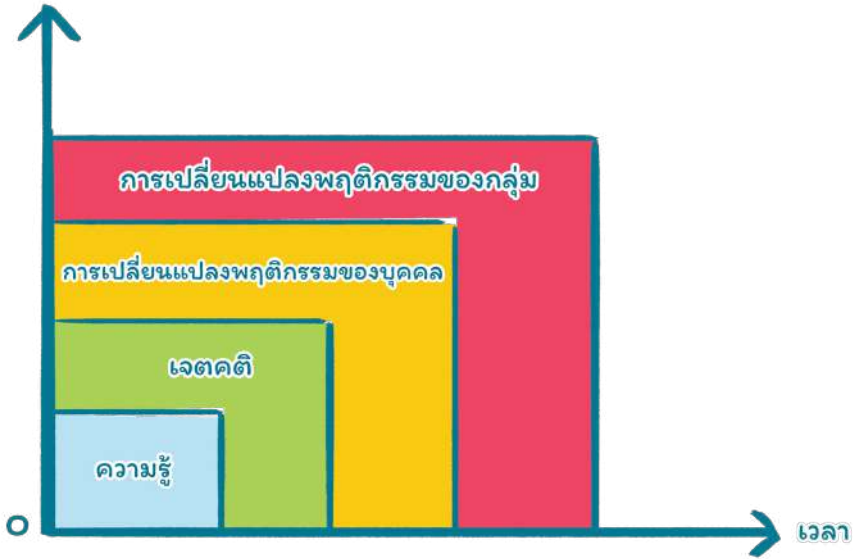 การเปลี่ยนแปลงพฤติกรรมของกลุ่ม
การเปลี่ยนแปลงพฤติกรรมของบุคคล
เจตคติ
ความรู้
0
เวลา